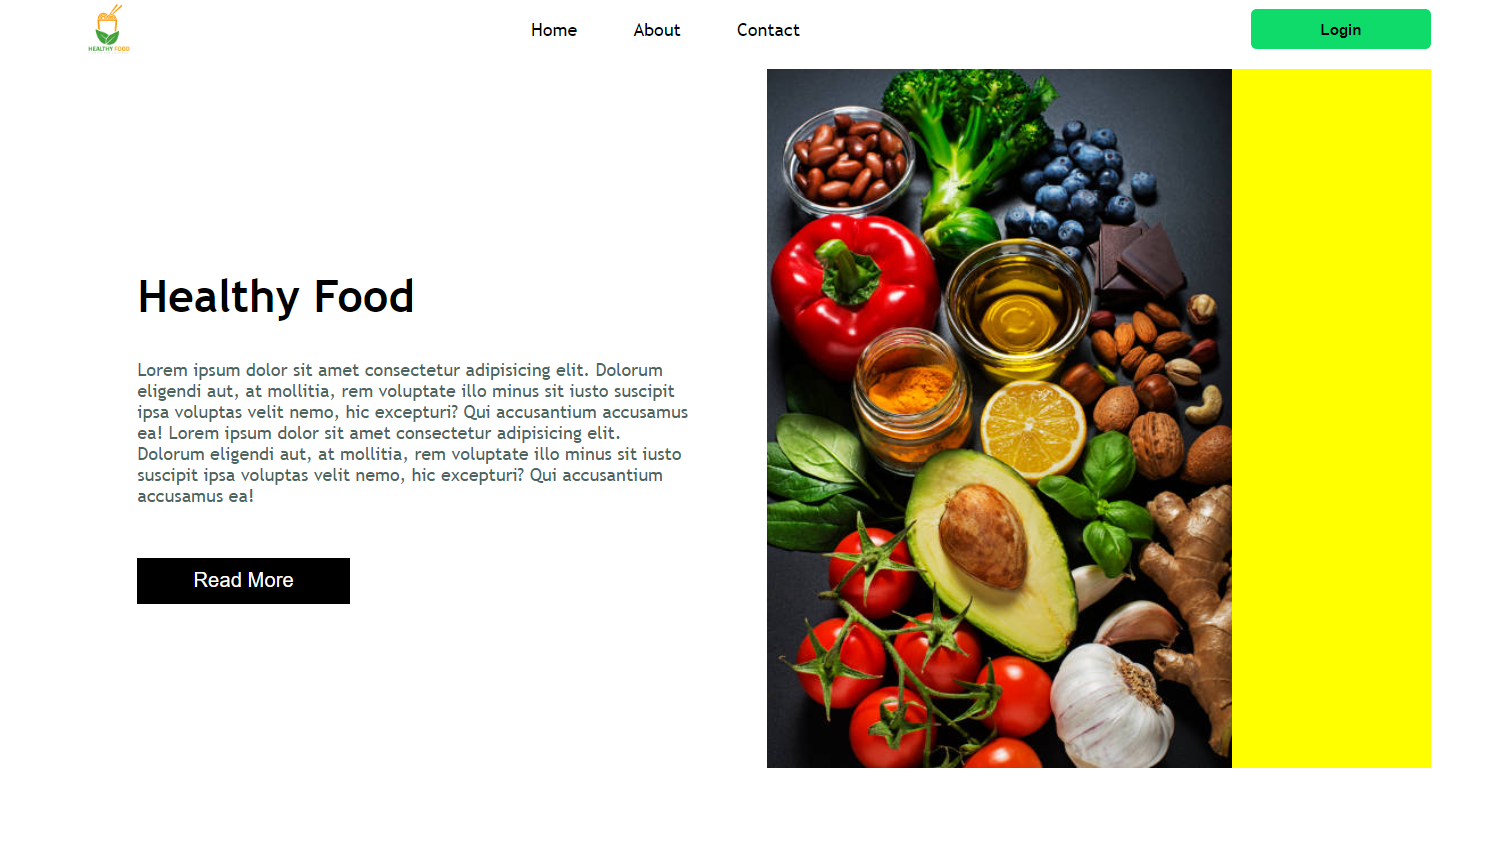 HEALTHY FOOD
Home
About
Contact
Login
Healthy Food
Lorem ipsum dolor sit amet consectetur adipisicing elit. Dolorum
eligendi aut, at mollitia, rem voluptate illo minus sit iusto suscipit
ipsa voluptas velit nemo, hic excepturi? Qui accusantium accusamus
ea! Lorem ipsum dolor sit amet consectetur adipisicing elit.
Dolorum eligendi aut, at mollitia, rem voluptate illo minus sit iusto
suscipit ipsa voluptas velit nemo, hic excepturi? Qui accusantium
accusamus ea!
Read More